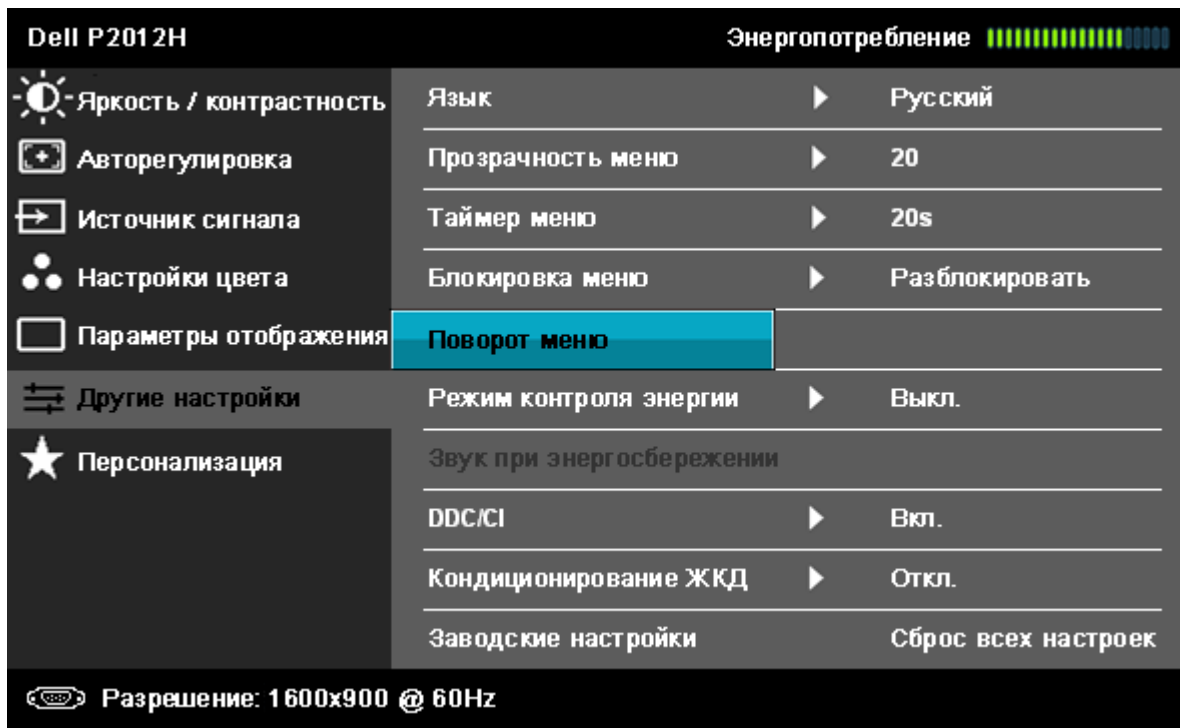 Dell P2012H
Энергопотребление
Яркость / контрастность
Авторегулировка
Источник сигнала
Настройки цвета
Параметры отображения
Другие настройки
Персонализация
Язык Русский
Прозрачность меню 20
Таймер меню 20s
Блокировка меню Разблокировать
Поворот меню
Режим контроля энергии Выкл.
Звук при энергосбережении
DDC/CI Вкл.
Кондиционирование ЖКД Откл.
Заводские настройки Сброс всех настроек
Разрешение: 1600x900 @ 60Hz